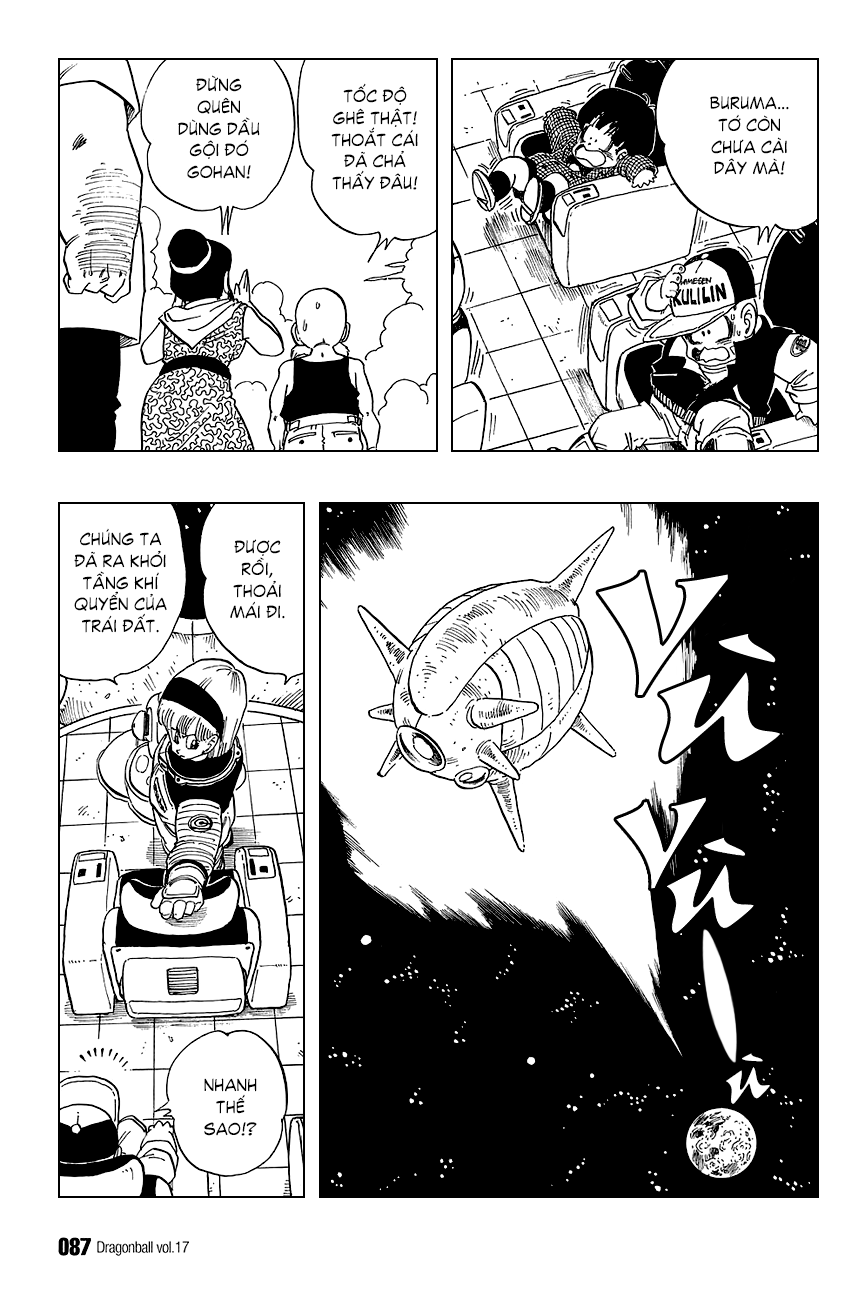 BURUMA...
TỚ CÒN
CHƯA CÀI
DÂY MÀ!
KULILIN
TỐC ĐỘ
GHÊ THẬT!
THOẮT CÁI
ĐÃ CHẢ
THẤY ĐÂU!
ĐỪNG
QUÊN
DÙNG DẦU
GỘI ĐÓ
GOHAN!
VÙ
VÙ
Ù
ĐƯỢC
RỒI,
THOẢI
MÁI ĐI.
CHÚNG TA
ĐÃ RA KHỎI
TẦNG KHÍ
QUYỂN CỦA
TRÁI ĐẤT.
NHANH
THẾ
SAO!?
087 Dragonball vol.17